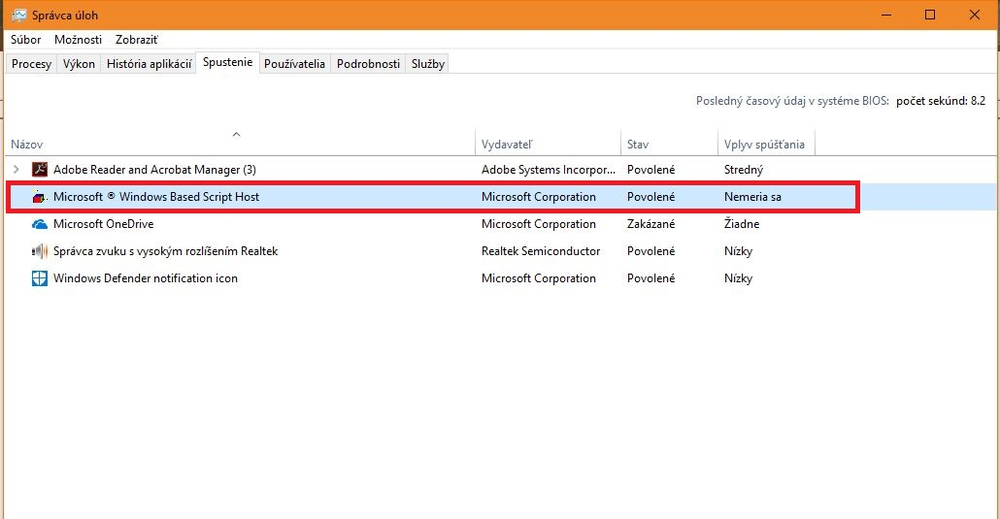 Správca úloh
Súbor Možnosti Zobraziť
Procesy Výkon História aplikácií Spustenie Používatelia Podrobnosti Služby
Posledný časový údaj v systéme BIOS: počet sekúnd: 8.2
Názov Vydavateľ Stav Vplyv spúšťania
Adobe Reader and Acrobat Manager (3) Adobe Systems Incorpor... Povolené Stredný
Microsoft ® Windows Based Script Host Microsoft Corporation Povolené Nemeria sa
Microsoft OneDrive Microsoft Corporation Zakázané Žiadne
Správca zvuku s vysokým rozlíšením Realtek Realtek Semiconductor Povolené Nízky
Windows Defender notification icon Microsoft Corporation Povolené Nízky